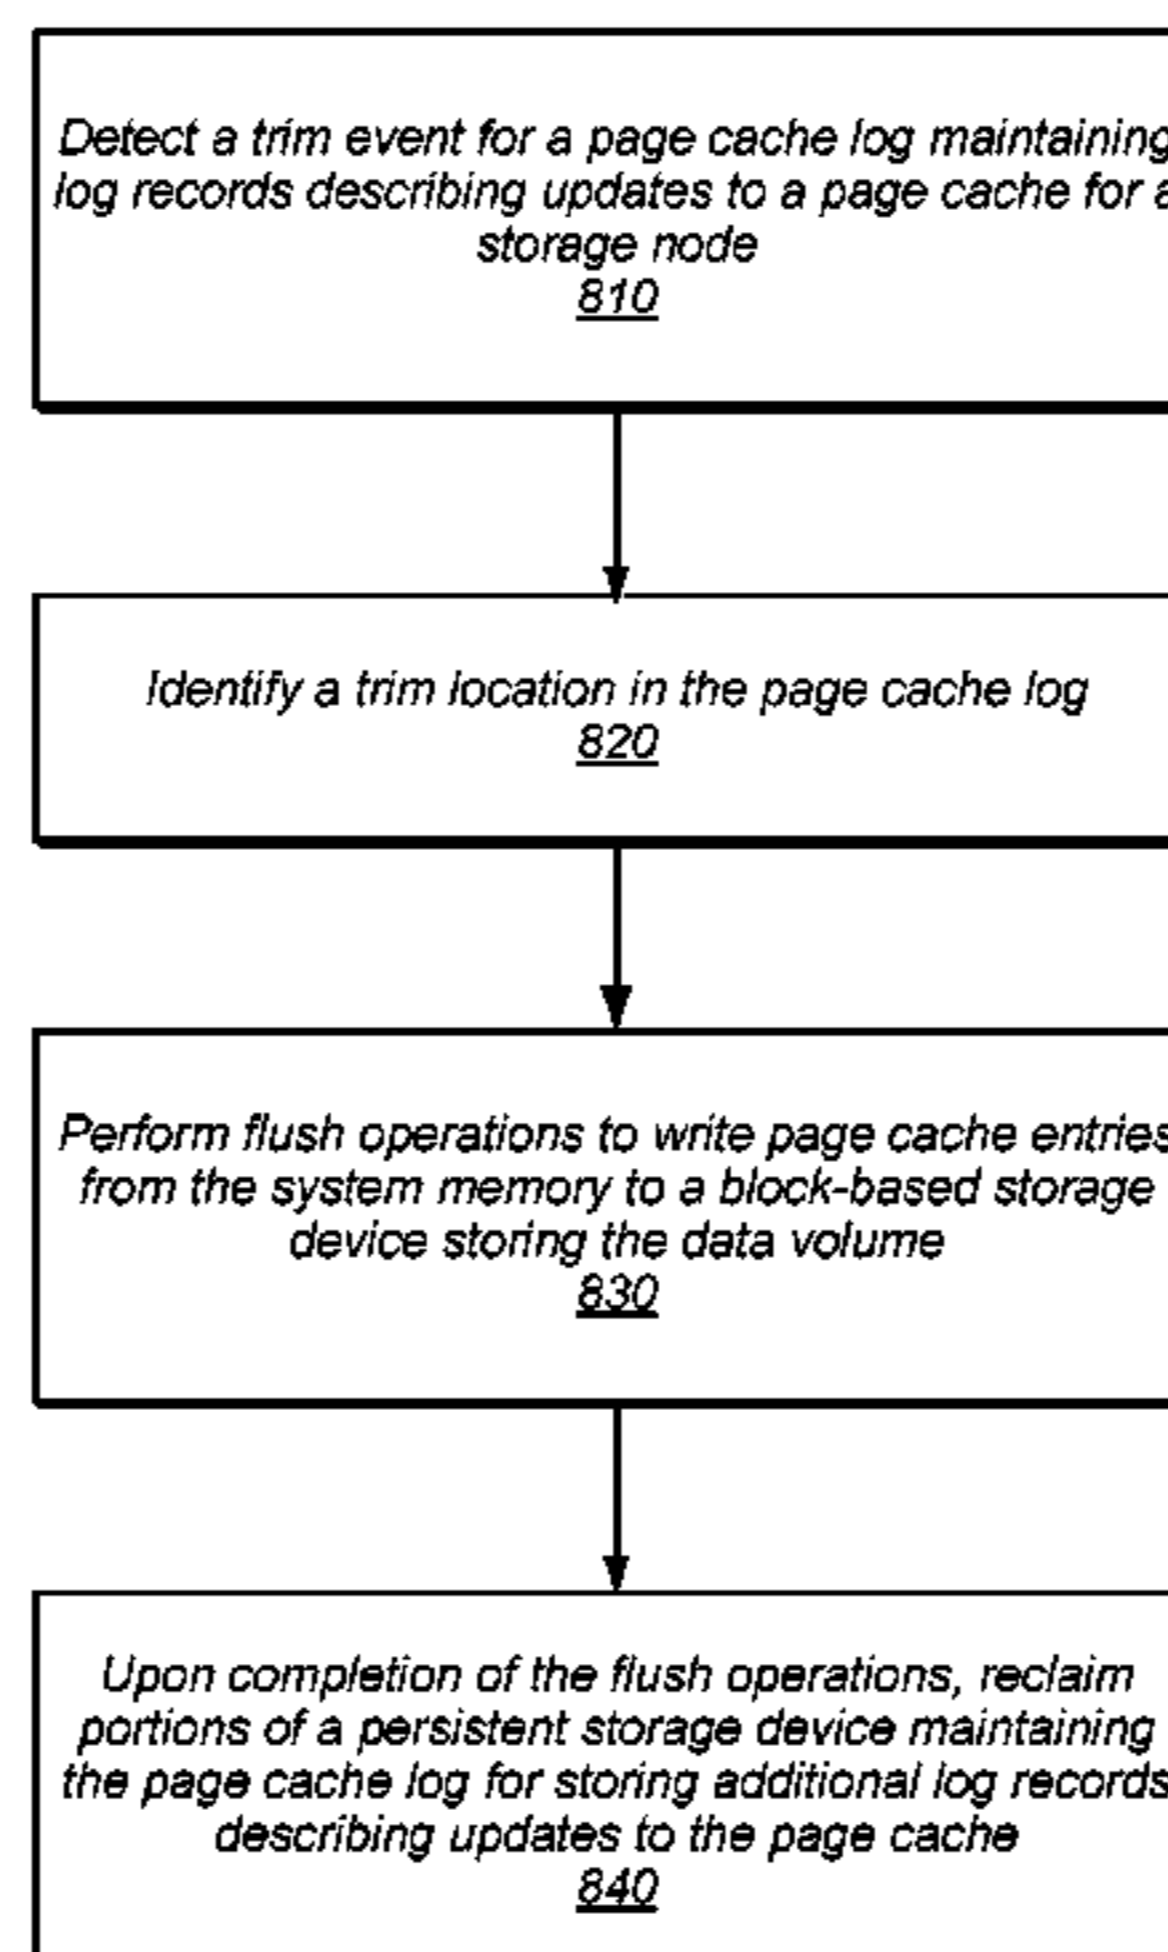 Detect a trim event for a page cache log maintaining
log records describing updates to a page cache for a
storage node
810
Identify a trim location in the page cache log
820
Perform flush operations to write page cache entries
from the system memory to a block-based storage
device storing the data volume
830
Upon completion of the flush operations, reclaim
portions of a persistent storage device maintaining
the page cache log for storing additional log records
describing updates to the page cache
840